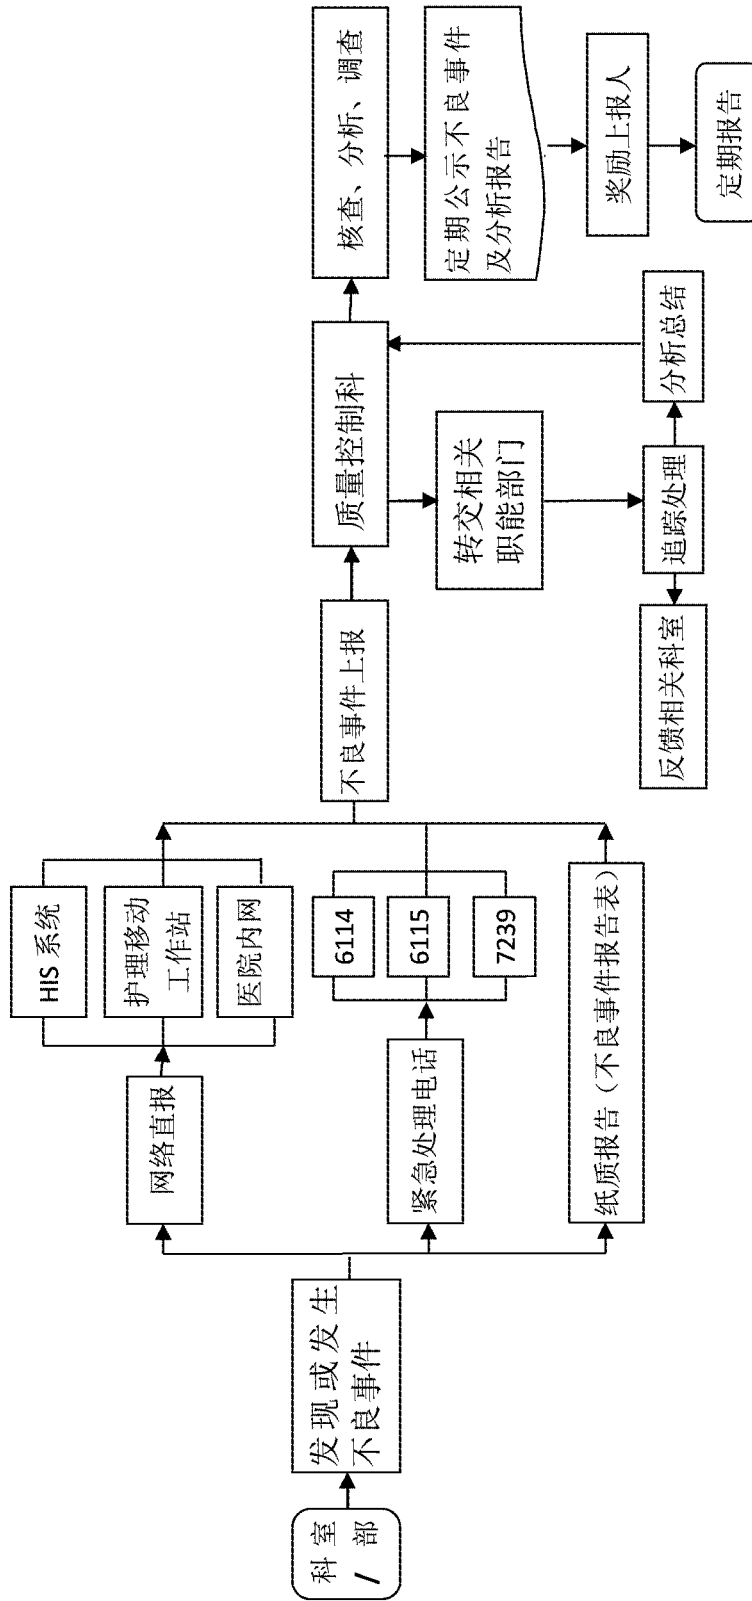 科室
/部
发现或发生
不良事件
网络直报
HIS 系统
护理移动
工作站
医院内网
紧急处理电话
6114
6115
7239
纸质报告（不良事件报告表）
不良事件上报
质量控制科
转交相关
职能部门
追踪处理
反馈相关科室
分析总结
核查、分析、调查
定期公示不良事件
及分析报告
奖励上报人
定期报告